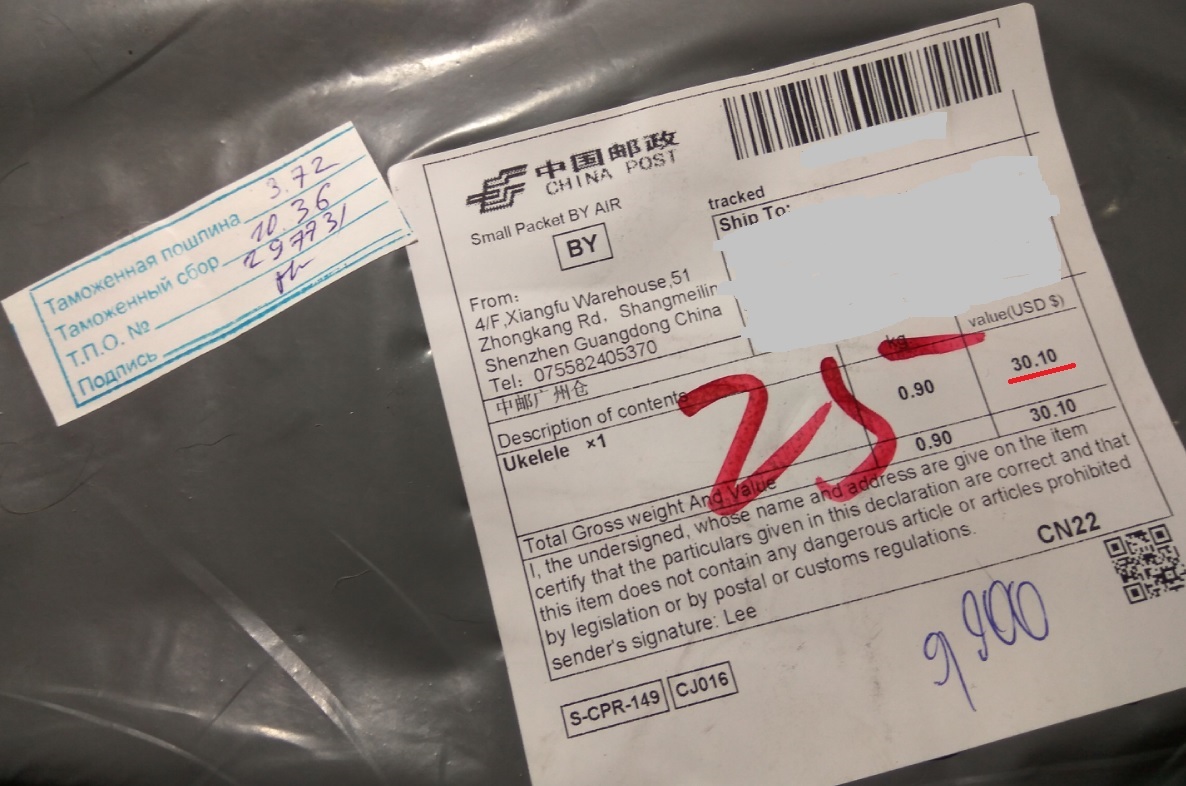 Таможенная пошлина 3.72
Таможенный сбор 10.36
Т.П.О. № 297731
Подпись
中国邮政
CHINA POST
Small Packet BY AIR
BY
tracked
Ship To:
From:
4/F,Xiangfu Warehouse,51
Zhongkang Rd, Shangmeilin
Shenzhen Guangdong China
Tel: 075582405370
中邮广州仓
Description of contents kg value(USD $)
Ukelele ×1 0.90 30.10
25
Total Gross weight And Value 0.90 30.10
I, the undersigned, whose name and address are give on the item
certify that the particulars given in this declaration are correct and that
this item does not contain any dangerous article or articles prohibited
by legislation or by postal or customs regulations.
sender's signature: Lee
CN22
S-CPR-149 CJ016